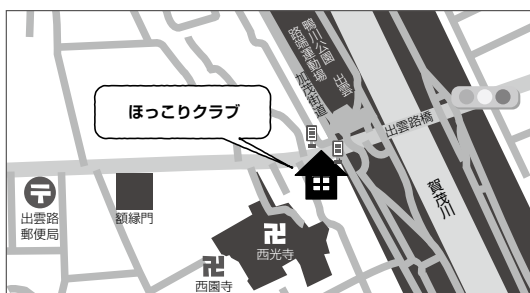 鴨川公園
出雲
路端運動場
加茂街道
ほっこりクラブ
出雲路橋
賀茂川
出雲路
郵便局
額縁門
西光寺
西園寺